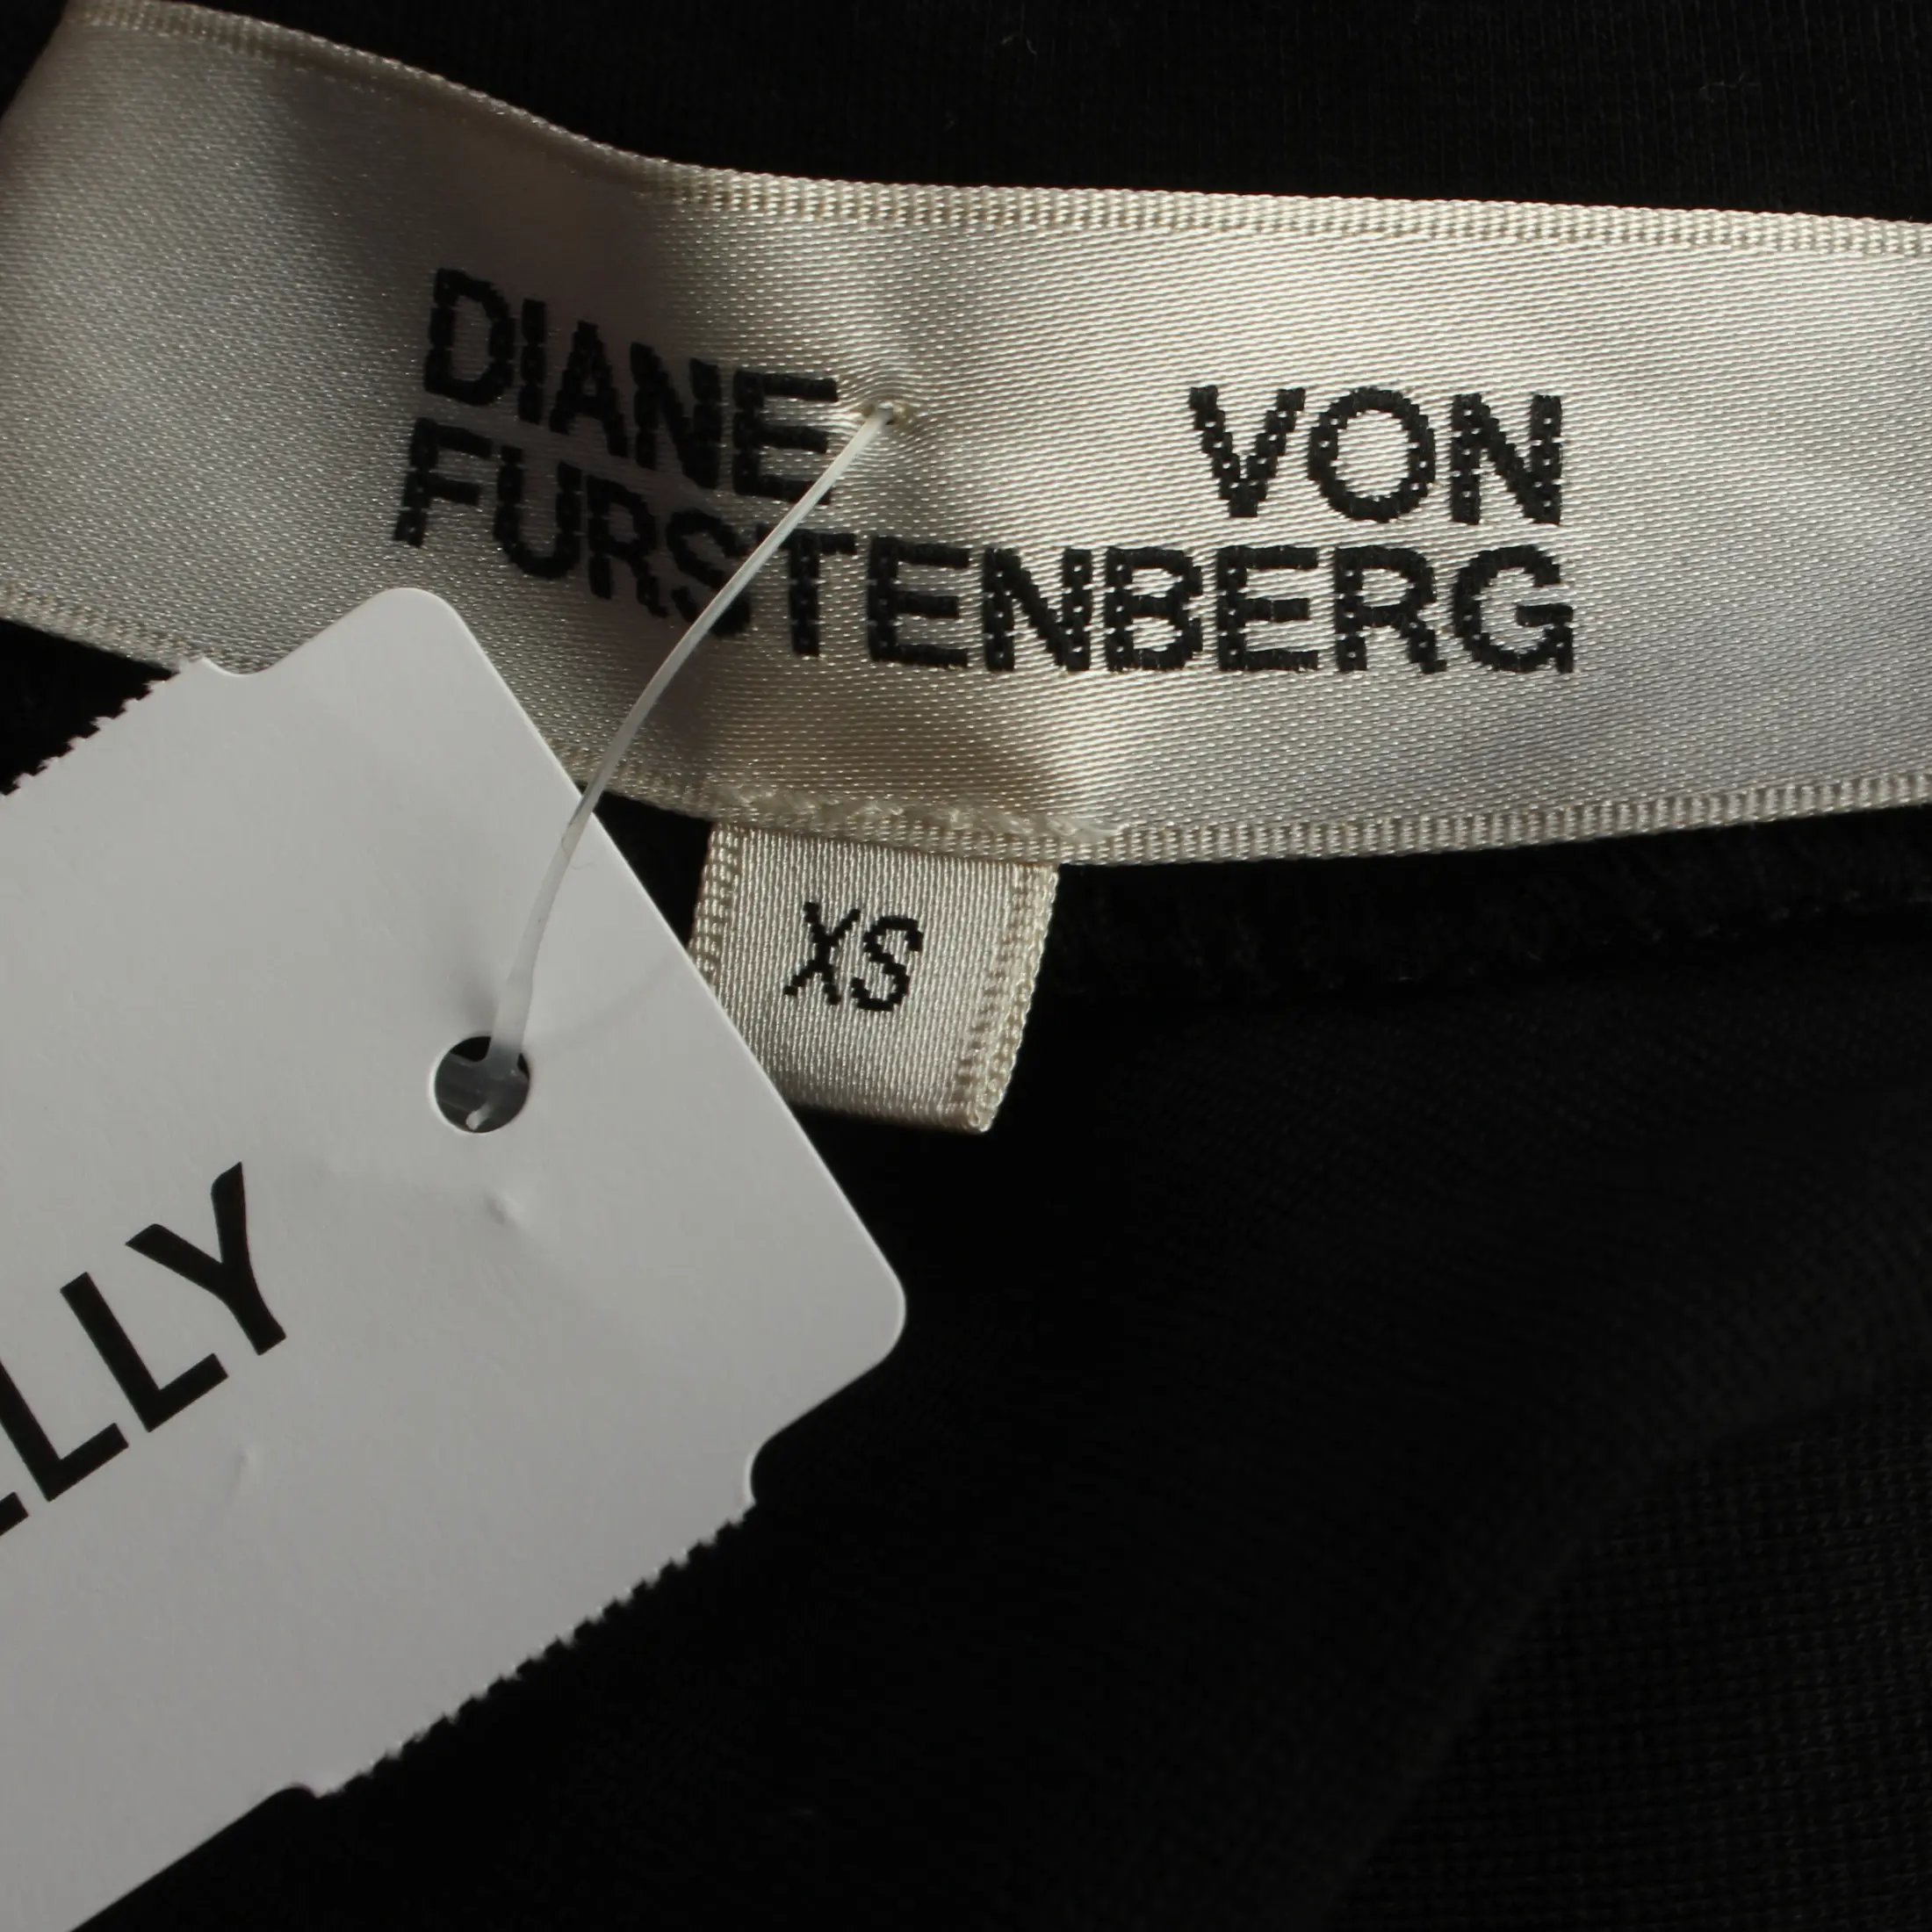 DIANE VON
FURSTENBERG
XS
LLY